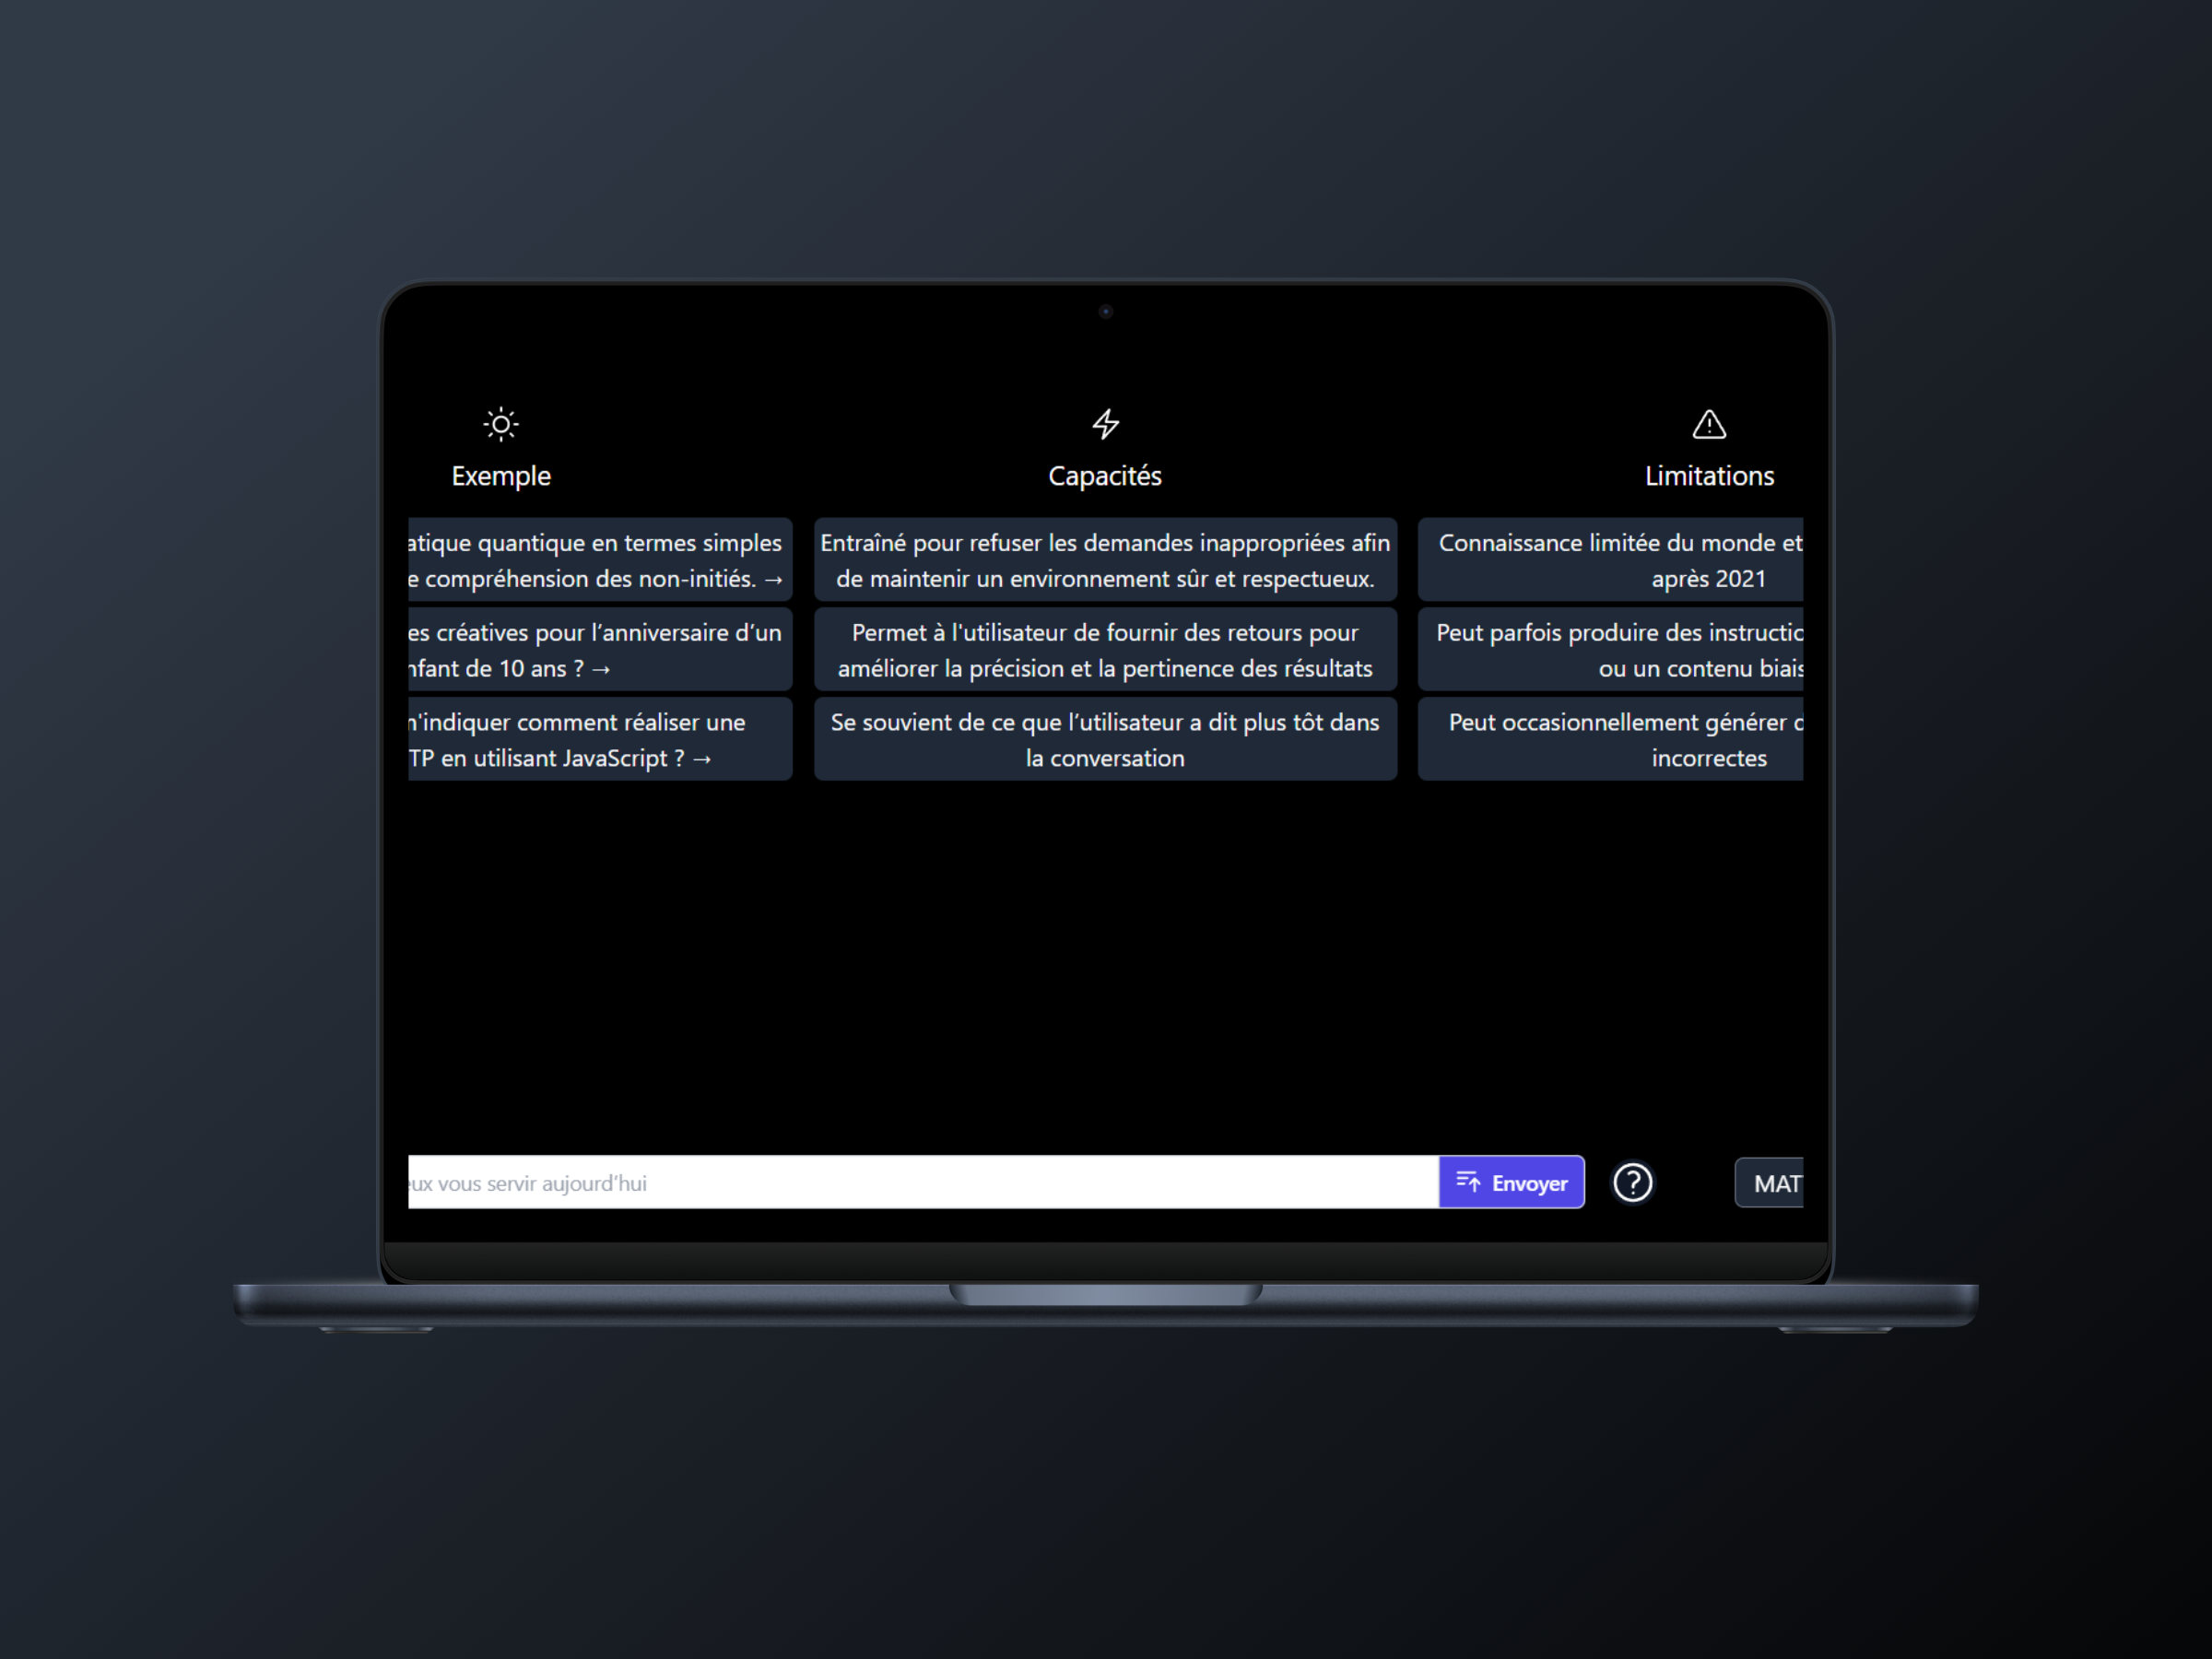 Exemple
atique quantique en termes simples
e compréhension des non-initiés. →
es créatives pour l’anniversaire d’un
nfant de 10 ans ? →
m'indiquer comment réaliser une
TP en utilisant JavaScript ? →
Capacités
Entraîné pour refuser les demandes inappropriées afin
de maintenir un environnement sûr et respectueux.
Permet à l'utilisateur de fournir des retours pour
améliorer la précision et la pertinence des résultats
Se souvient de ce que l’utilisateur a dit plus tôt dans
la conversation
Limitations
Connaissance limitée du monde et
après 2021
Peut parfois produire des instructio
ou un contenu biais
Peut occasionnellement générer d
incorrectes
eux vous servir aujourd’hui
Envoyer
?
MAT